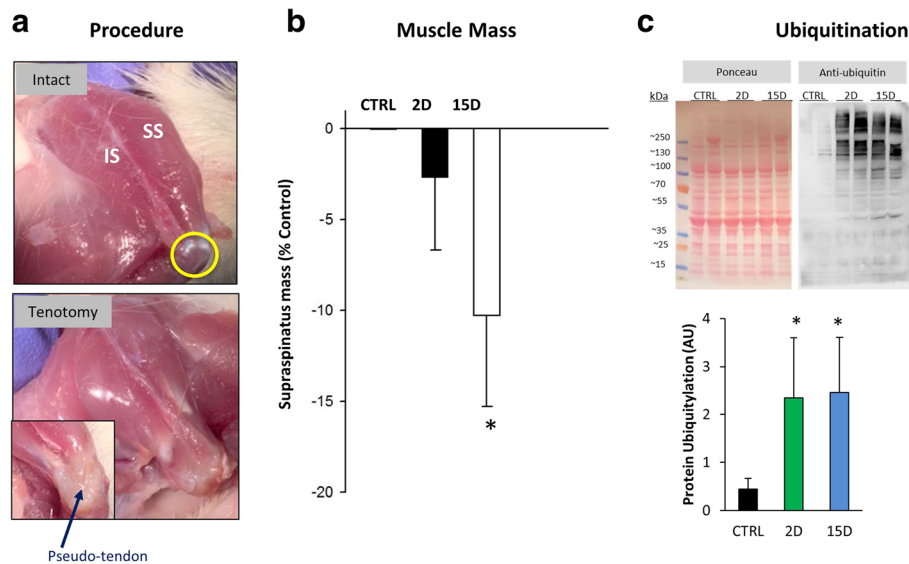 a
Procedure
Intact
SS
IS
Tenotomy
Pseudo-tendon
b
Muscle Mass
CTRL 2D 15D
Supraspinatus mass (% Control)
0
-5
-10
-15
-20
*
c
Ubiquitination
Ponceau
Anti-ubiquitin
kDa
CTRL 2D 15D
CTRL 2D 15D
~250
~130
~100
~70
~55
~35
~25
~15
Protein Ubiquitylation (AU)
4
3
2
1
0
* *
CTRL 2D 15D